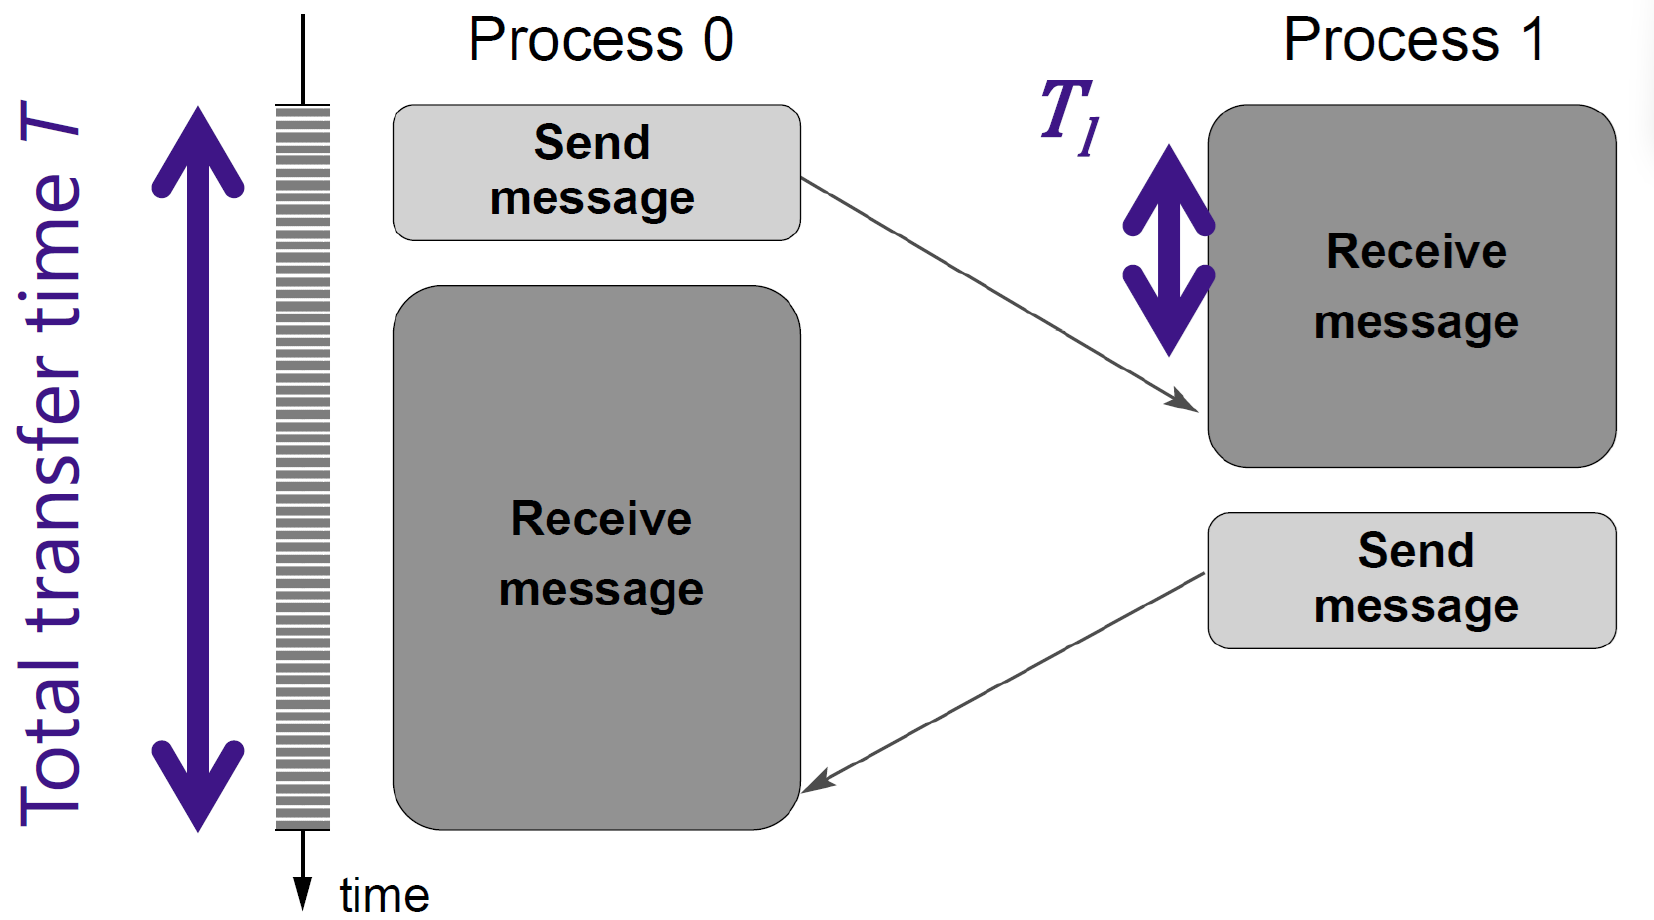 Process 0
Process 1
Total transfer time T
Send
message
T_l
Receive
message
Receive
message
Send
message
time